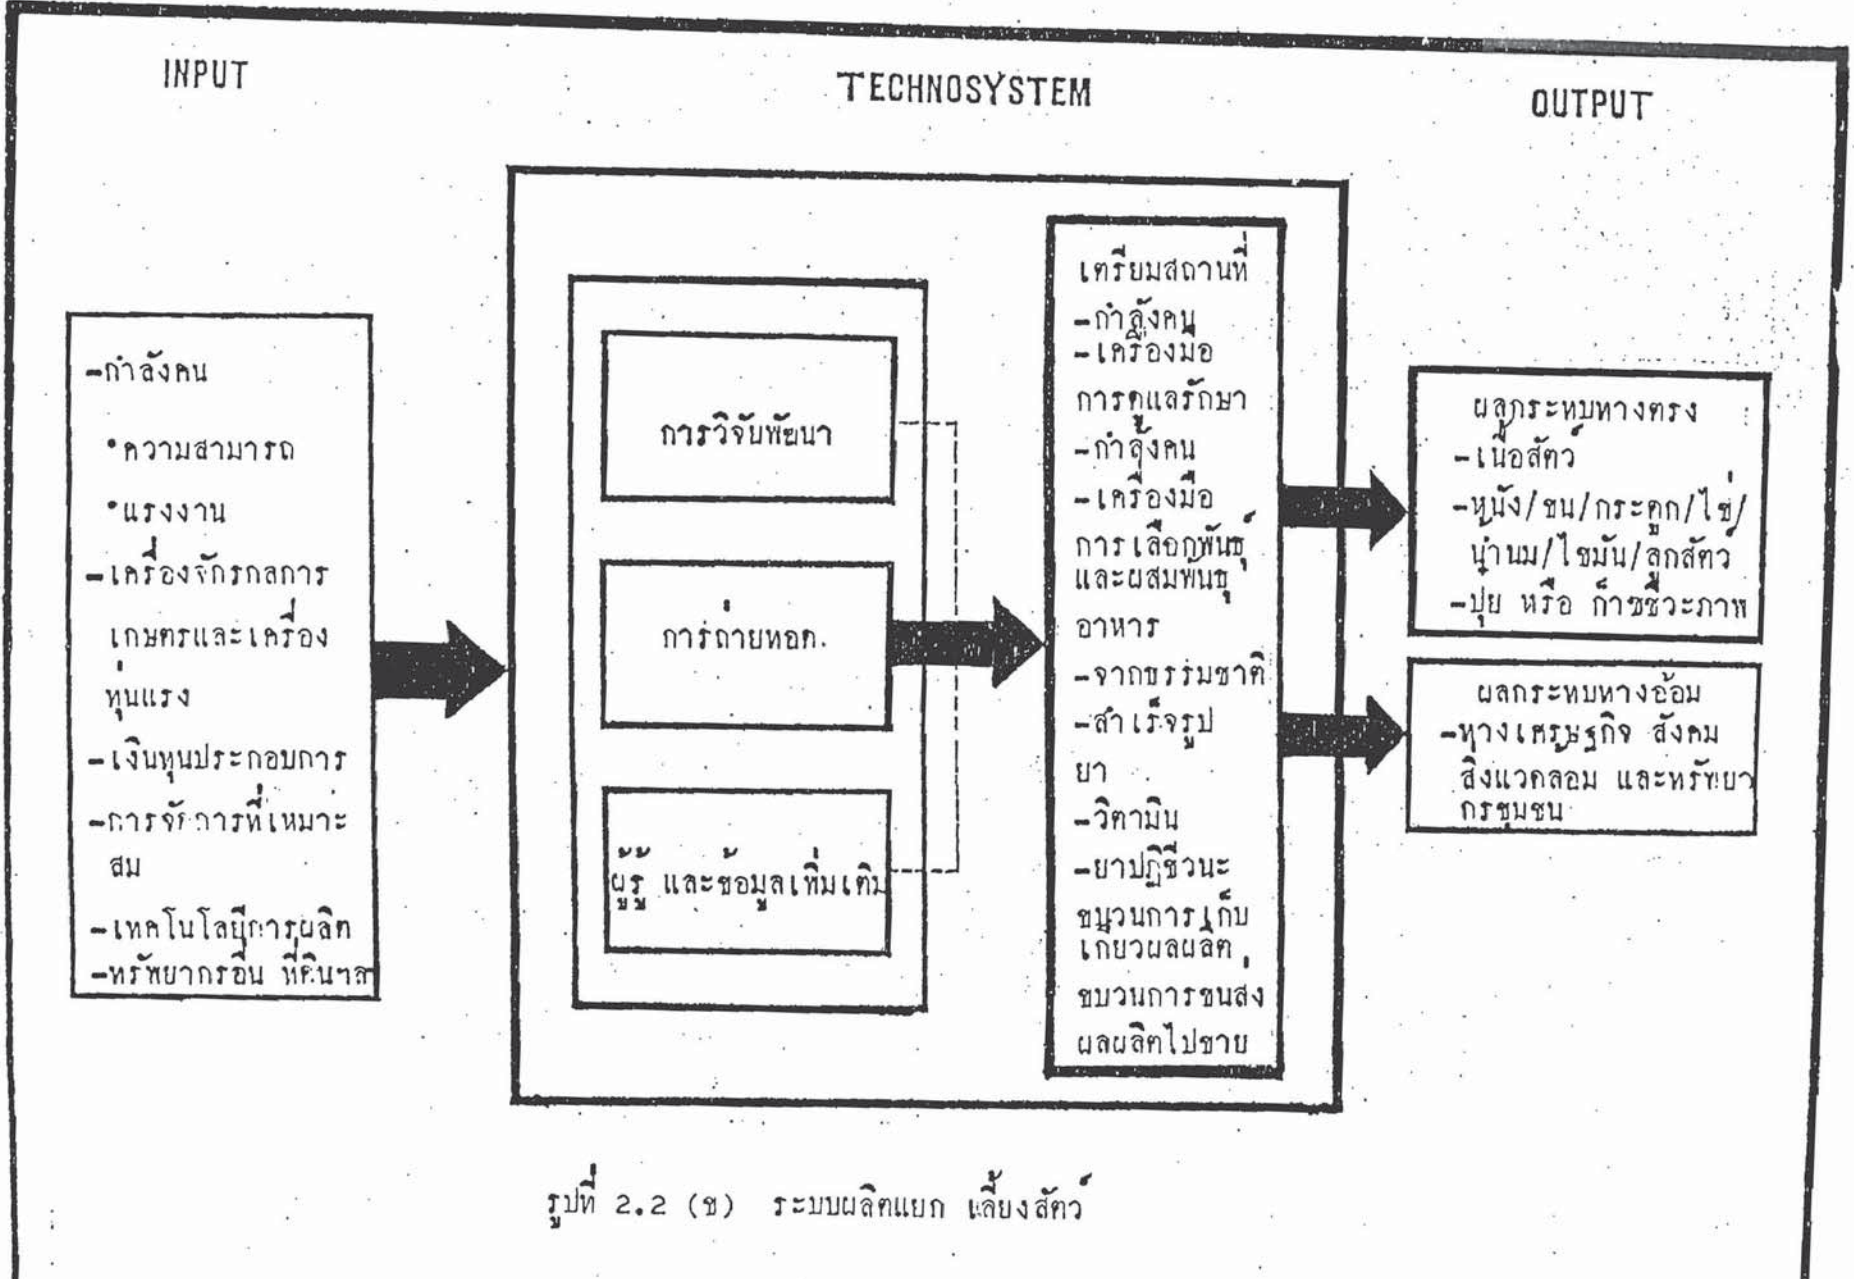 INPUT
TECHNOSYSTEM
OUTPUT
-กำลังคน
•ความสามารถ
•แรงงาน
-เครื่องจักรกลการ
เกษตรและเครื่อง
ทุ่นแรง
-เงินทุนประกอบการ
-การจัดการที่เหมาะ
สม
-เทคโนโลยีการผลิต
-ทรัพยากรอื่น ที่ดินฯล
การวิจัยพัฒนา
การถ่ายทอด
ผู้รู้ และข้อมูลเพิ่มเติม
เตรียมสถานที่
-กำลังคน
-เครื่องมือ
การดูแลรักษา
-กำลังคน
-เครื่องมือ
การเลือกพันธุ์
และผสมพันธุ์
อาหาร
-จากธรรมชาติ
-สำเร็จรูป
ยา
-วิตามิน
-ยาปฏิชีวนะ
ขบวนการเก็บ
เกี่ยวผลผลิต
ขบวนการขนส่ง
ผลผลิตไปขาย
ผลกระทบทางตรง
-เนื้อสัตว์
-หนัง/ขน/กระดูก/ไข่/
น้ำนม/ไขมัน/ลูกสัตว์
-ปุ๋ย หรือ ก๊าซชีวะภาพ
ผลกระทบทางอ้อม
-ทางเศรษฐกิจ สังคม
สิ่งแวดล้อม และทรัพยา
กรชุมชน
รูปที่ 2.2 (ข) ระบบผลิตแยก เลี้ยงสัตว์